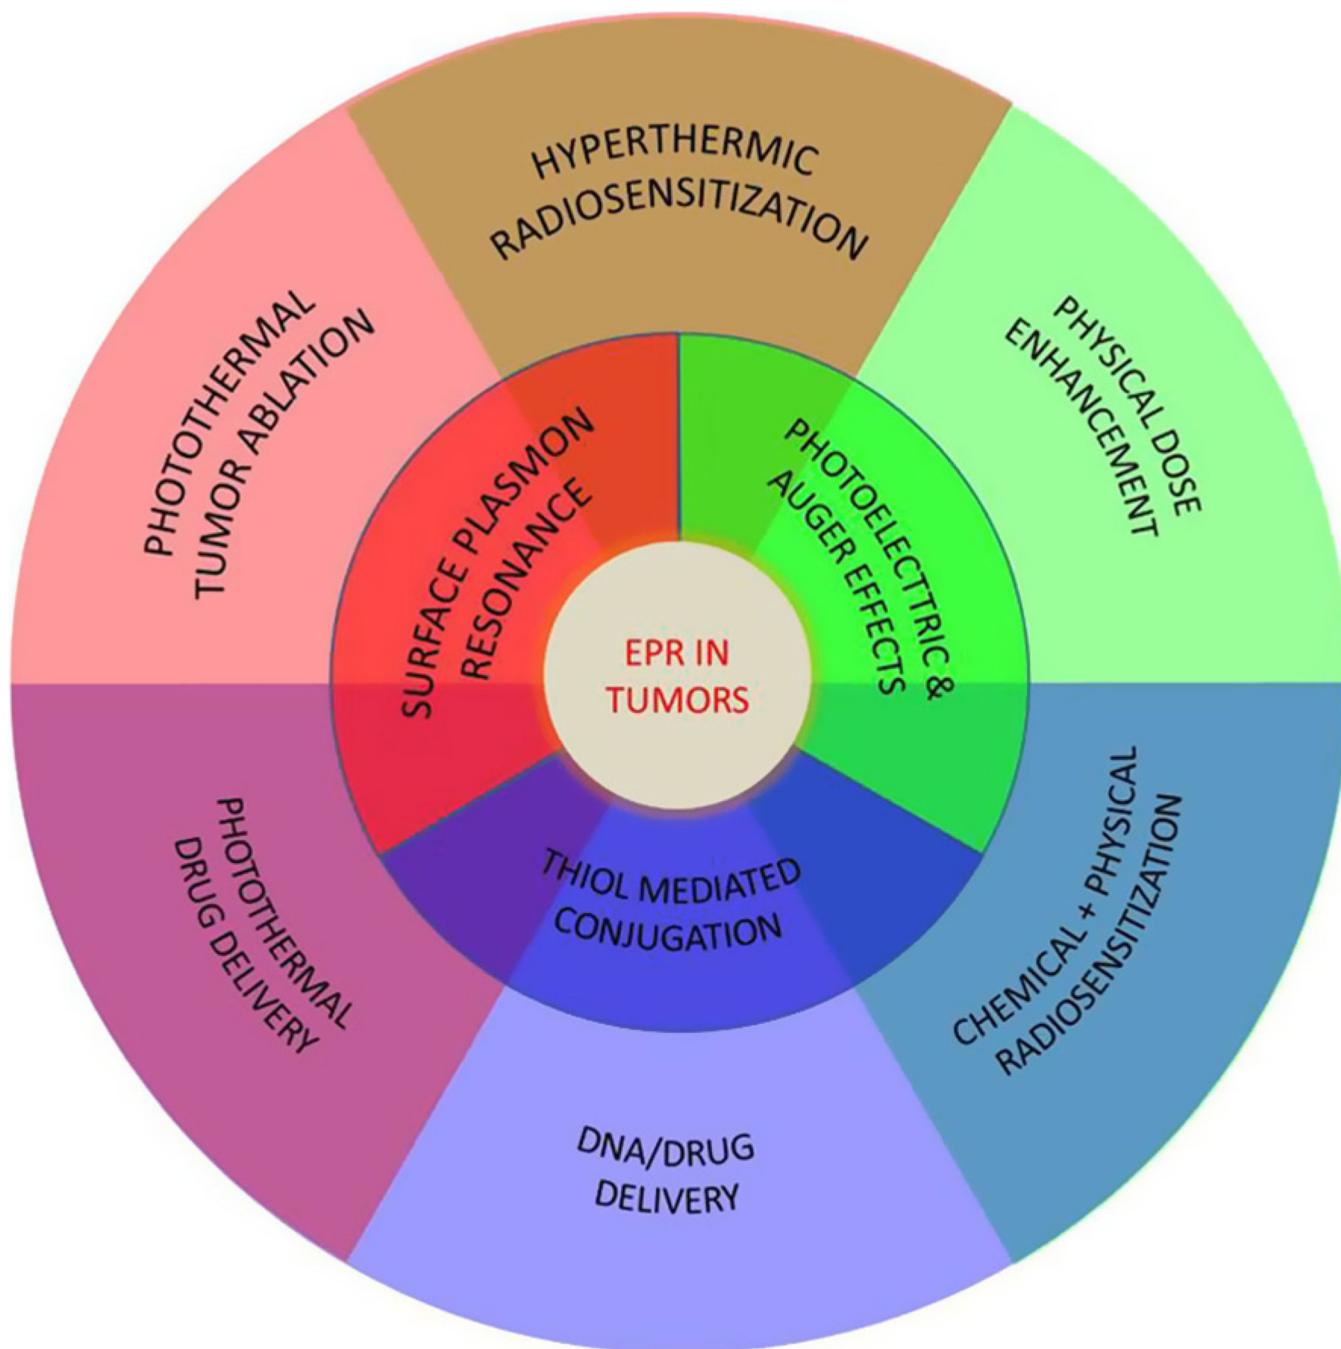 HYPERTHERMIC
RADIOSENSITIZATION
PHOTOTHERMAL
TUMOR ABLATION
PHYSICAL DOSE
ENHANCEMENT
SURFACE PLASMON
RESONANCE
PHOTOELECTTRIC &
AUGER EFFECTS
EPR IN
TUMORS
THIOL MEDIATED
CONJUGATION
PHOTOTHERMAL
DRUG DELIVERY
CHEMICAL + PHYSICAL
RADIOSENSITIZATION
DNA/DRUG
DELIVERY